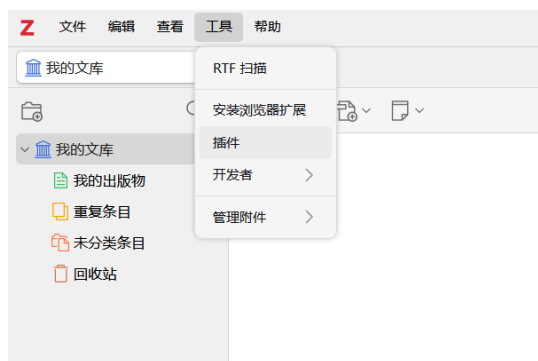 Z 文件 编辑 查看 工具 帮助
我的文库
RTF 扫描
安装浏览器扩展
插件
开发者
管理附件
我的文库
我的出版物
重复条目
未分类条目
回收站